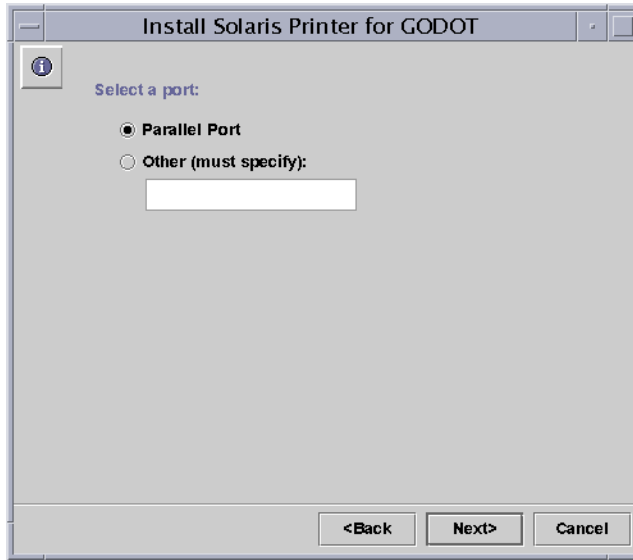 Install Solaris Printer for GODOT
Select a port:
Parallel Port
Other (must specify):
<Back Next> Cancel